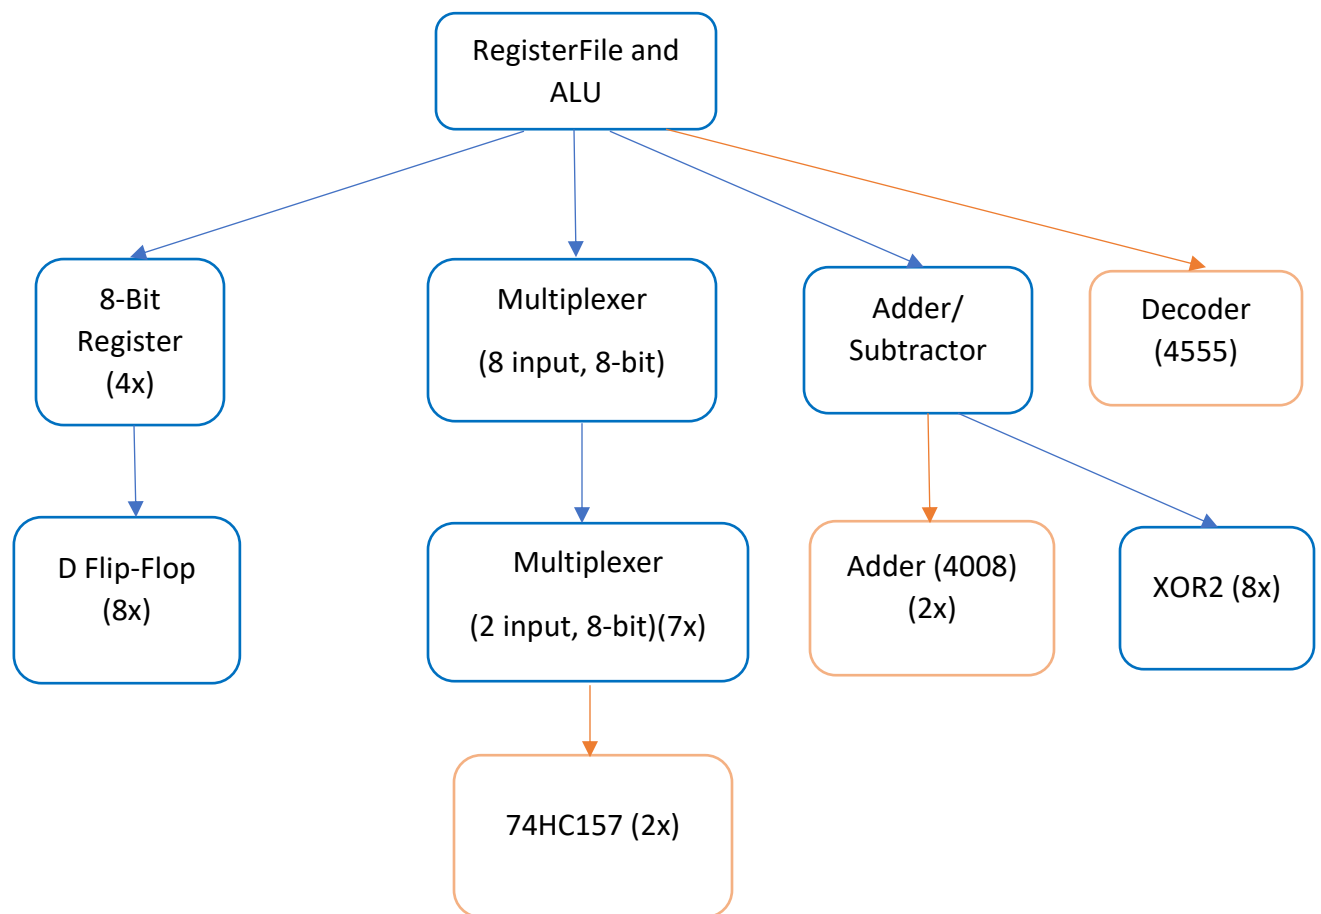 RegisterFile and
ALU
8-Bit
Register
(4x)
Multiplexer
(8 input, 8-bit)
Adder/
Subtractor
Decoder
(4555)
D Flip-Flop
(8x)
Multiplexer
(2 input, 8-bit)(7x)
Adder (4008)
(2x)
XOR2 (8x)
74HC157 (2x)